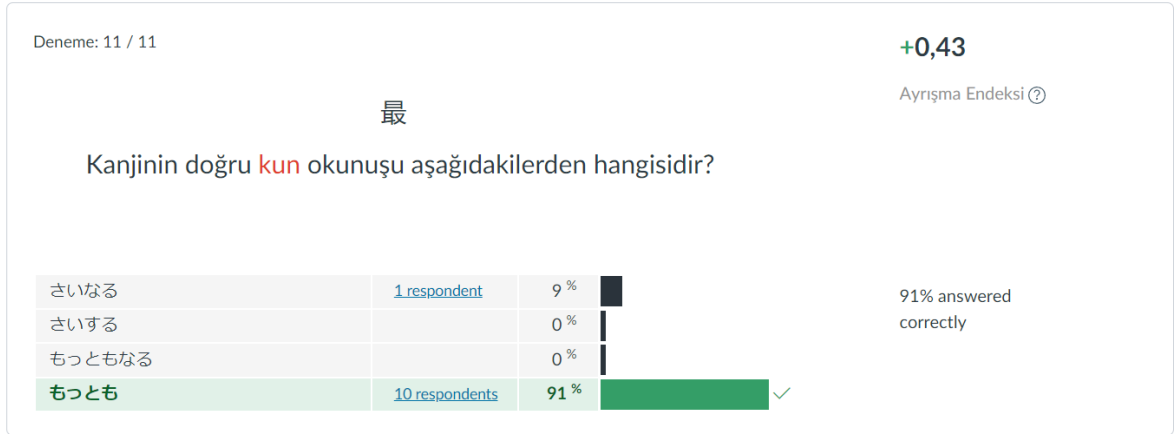 Deneme: 11 / 11
+0,43
Ayrışma Endeksi ?
最
Kanjinin doğru kun okunuşu aşağıdakilerden hangisidir?
さいなる 1 respondent 9 %
さいする 0 %
もっともなる 0 %
もっとも 10 respondents 91 %
91% answered
correctly